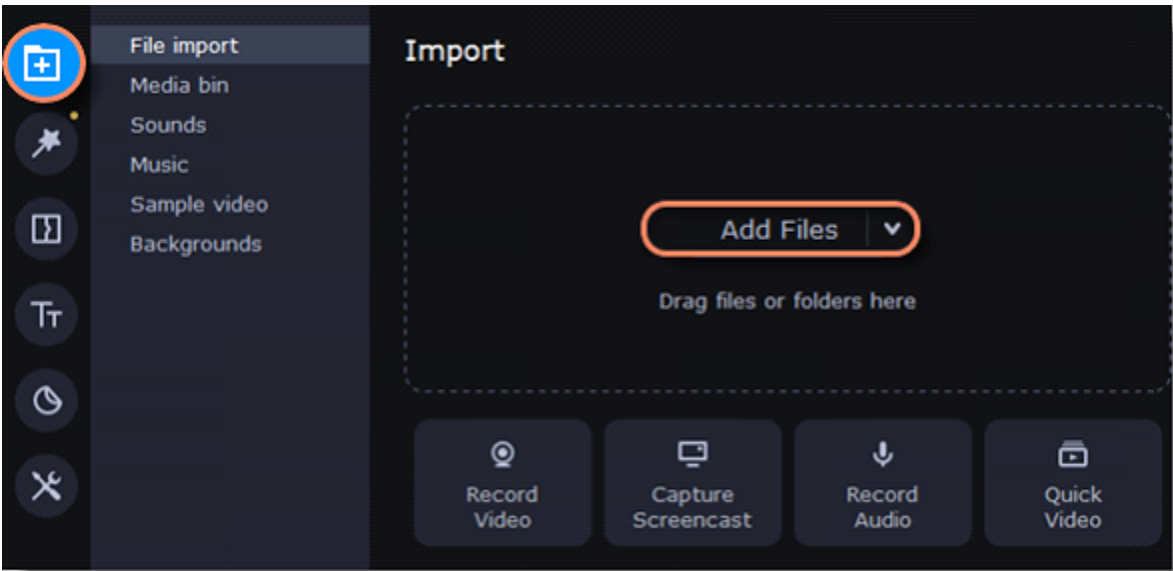 File import
Media bin
Sounds
Music
Sample video
Backgrounds
Import
Add Files
Drag files or folders here
Record
Video
Capture
Screencast
Record
Audio
Quick
Video